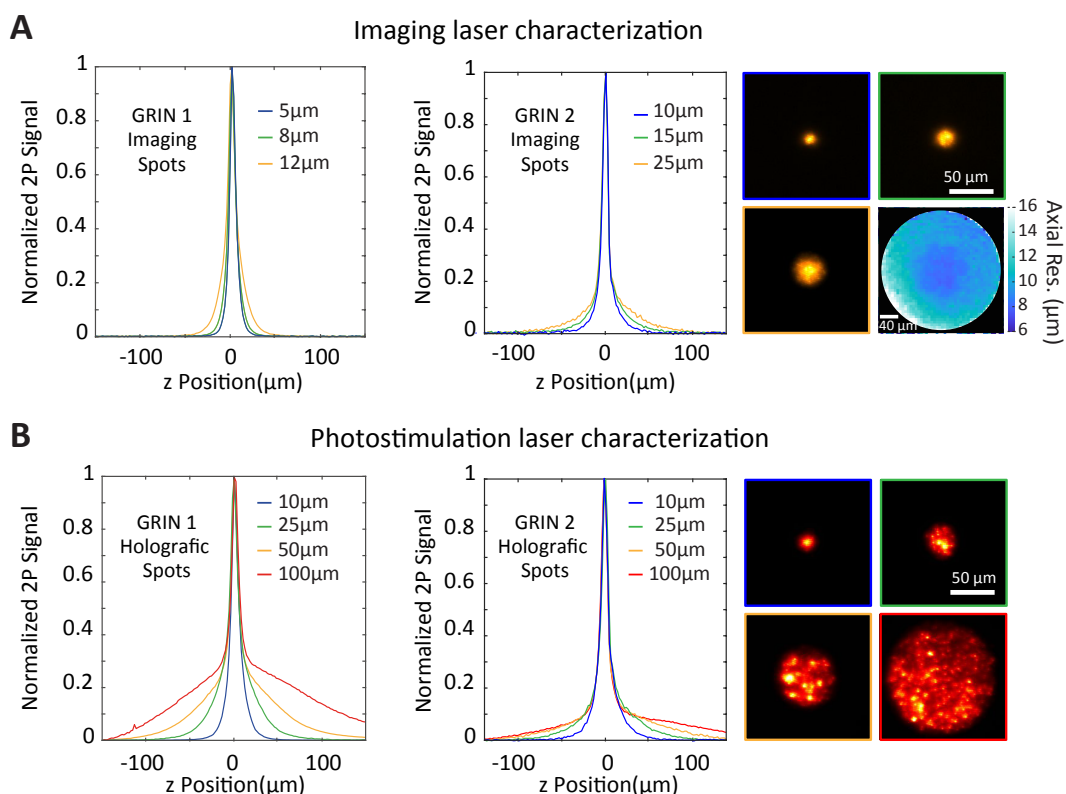 A
Imaging laser characterization
Normalized 2P Signal
1
0.8
0.6
0.4
0.2
0
GRIN 1
Imaging
Spots
5µm
8µm
12µm
-100
0
100
z Position(µm)
Normalized 2P Signal
1
0.8
0.6
0.4
0.2
0
GRIN 2
Imaging
Spots
10µm
15µm
25µm
-100
0
100
z Position(µm)
50 µm
40 µm
16
14
12
10
8
6
Axial Res. (µm)
B
Photostimulation laser characterization
Normalized 2P Signal
1
0.8
0.6
0.4
0.2
0
GRIN 1
Holografic
Spots
10µm
25µm
50µm
100µm
-100
0
100
z Position(µm)
Normalized 2P Signal
1
0.8
0.6
0.4
0.2
0
GRIN 2
Holografic
Spots
10µm
25µm
50µm
100µm
-100
0
100
z Position(µm)
50 µm